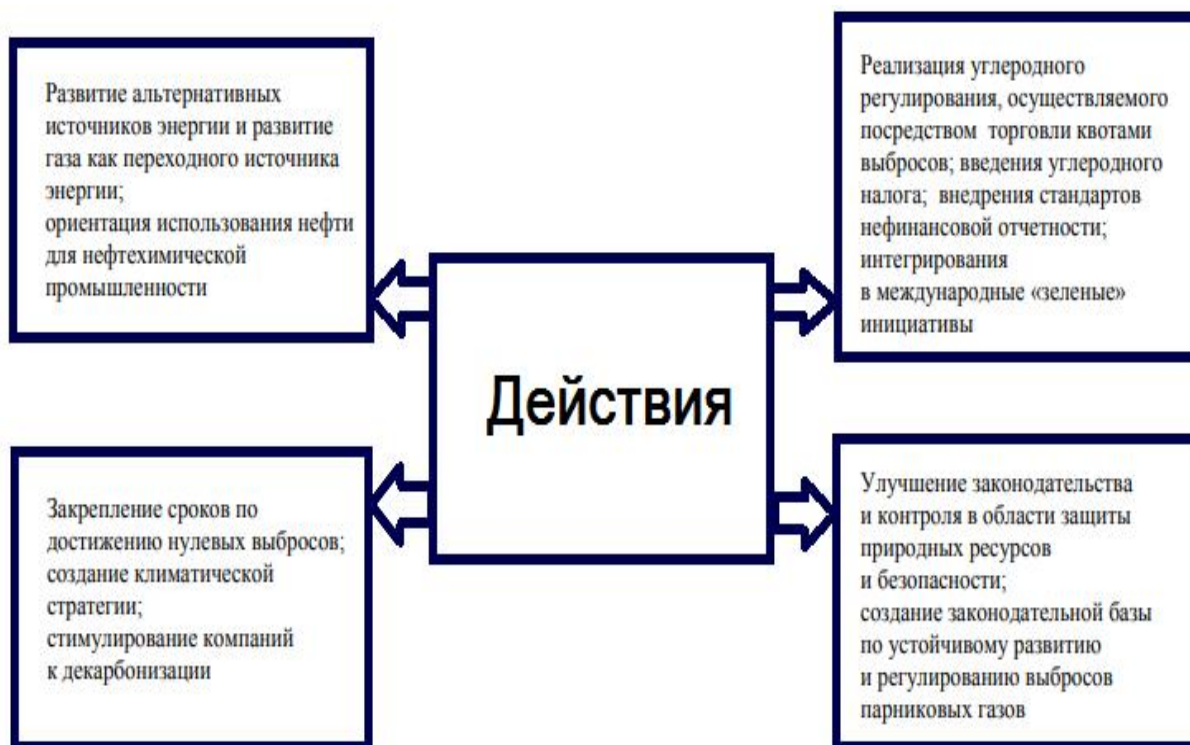 Развитие альтернативных
источников энергии и развитие
газа как переходного источника
энергии;
ориентация использования нефти
для нефтехимической
промышленности
Реализация углеродного
регулирования, осуществляемого
посредством торговли квотами
выбросов; введения углеродного
налога; внедрения стандартов
нефинансовой отчетности;
интегрирования
в международные «зеленые»
инициативы
Действия
Закрепление сроков по
достижению нулевых выбросов;
создание климатической
стратегии;
стимулирование компаний
к декарбонизации
Улучшение законодательства
и контроля в области защиты
природных ресурсов
и безопасности;
создание законодательной базы
по устойчивому развитию
и регулированию выбросов
парниковых газов